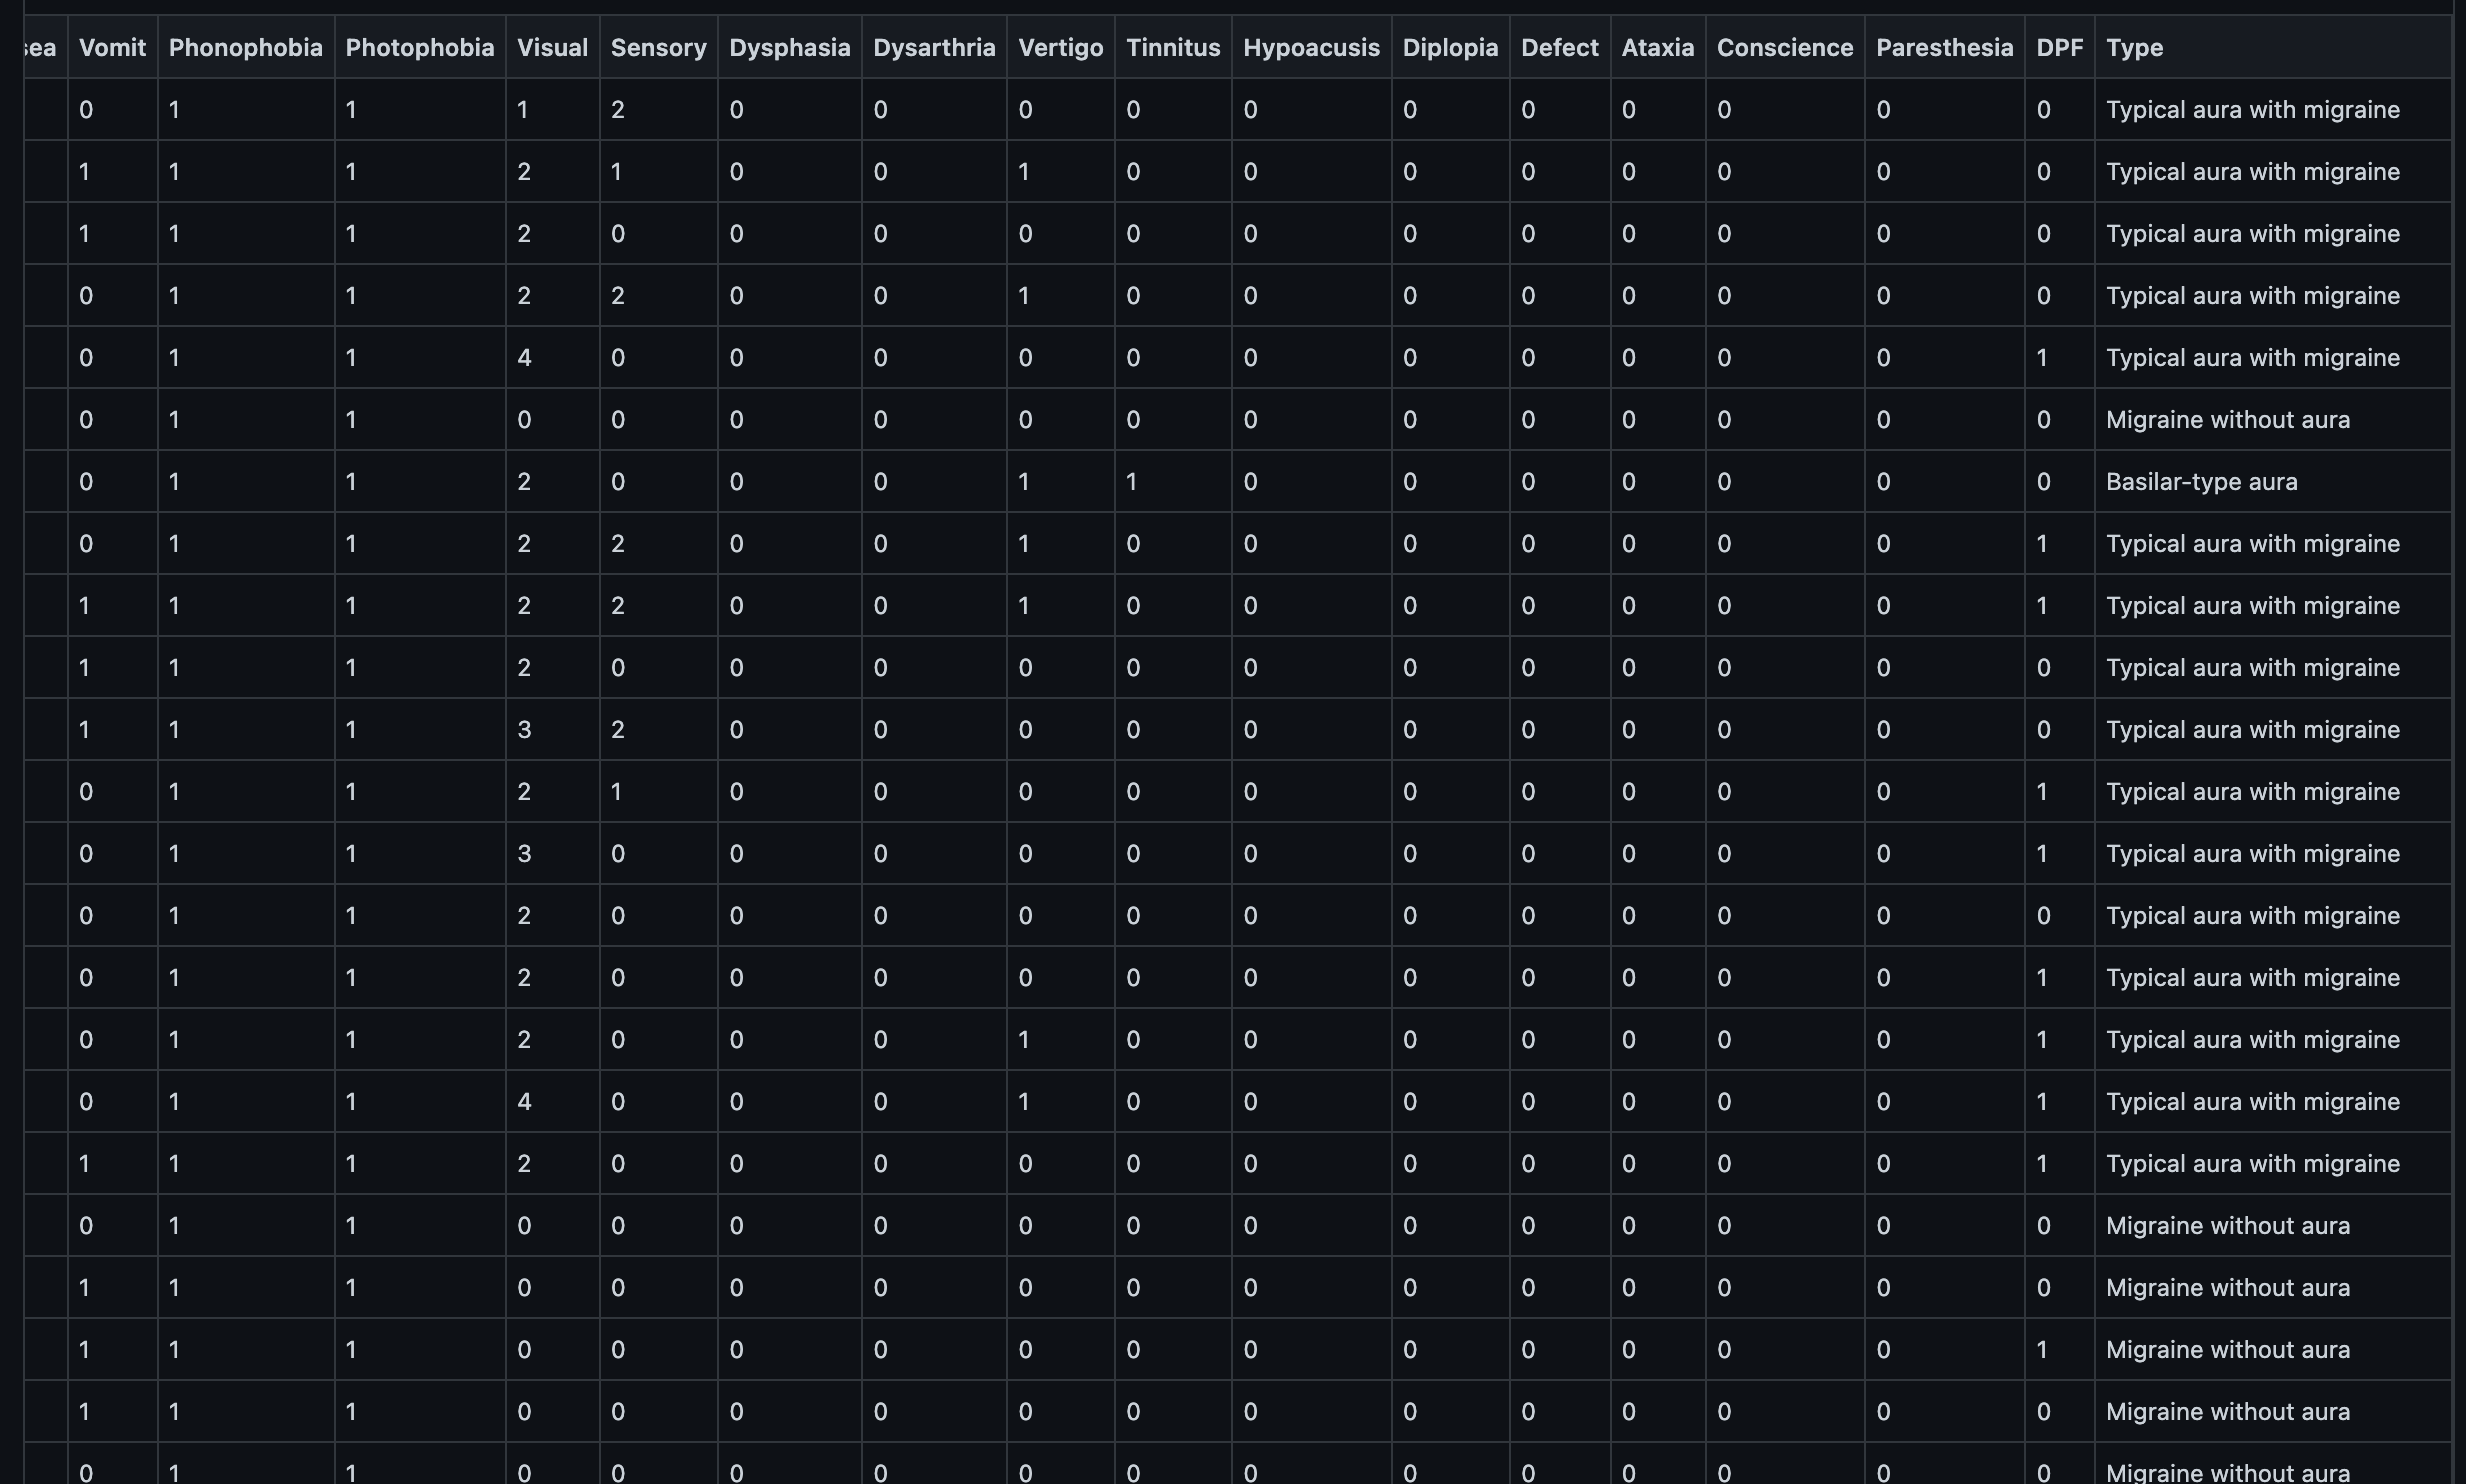 sea Vomit Phonophobia Photophobia Visual Sensory Dysphasia Dysarthria Vertigo Tinnitus Hypoacusis Diplopia Defect Ataxia Conscience Paresthesia DPF Type
0 1 1 1 2 0 0 0 0 0 0 0 0 0 0 0 Typical aura with migraine
1 1 1 2 1 0 0 1 0 0 0 0 0 0 0 0 Typical aura with migraine
1 1 1 2 0 0 0 0 0 0 0 0 0 0 0 0 Typical aura with migraine
0 1 1 2 2 0 0 1 0 0 0 0 0 0 0 0 Typical aura with migraine
0 1 1 4 0 0 0 0 0 0 0 0 0 0 0 1 Typical aura with migraine
0 1 1 0 0 0 0 0 0 0 0 0 0 0 0 0 Migraine without aura
0 1 1 2 0 0 0 1 1 0 0 0 0 0 0 0 Basilar-type aura
0 1 1 2 2 0 0 1 0 0 0 0 0 0 0 1 Typical aura with migraine
1 1 1 2 2 0 0 1 0 0 0 0 0 0 0 1 Typical aura with migraine
1 1 1 2 0 0 0 0 0 0 0 0 0 0 0 0 Typical aura with migraine
1 1 1 3 2 0 0 0 0 0 0 0 0 0 0 0 Typical aura with migraine
0 1 1 2 1 0 0 0 0 0 0 0 0 0 0 1 Typical aura with migraine
0 1 1 3 0 0 0 0 0 0 0 0 0 0 0 1 Typical aura with migraine
0 1 1 2 0 0 0 0 0 0 0 0 0 0 0 0 Typical aura with migraine
0 1 1 2 0 0 0 0 0 0 0 0 0 0 0 1 Typical aura with migraine
0 1 1 2 0 0 0 1 0 0 0 0 0 0 0 1 Typical aura with migraine
0 1 1 4 0 0 0 1 0 0 0 0 0 0 0 1 Typical aura with migraine
1 1 1 2 0 0 0 0 0 0 0 0 0 0 0 1 Typical aura with migraine
0 1 1 0 0 0 0 0 0 0 0 0 0 0 0 0 Migraine without aura
1 1 1 0 0 0 0 0 0 0 0 0 0 0 0 0 Migraine without aura
1 1 1 0 0 0 0 0 0 0 0 0 0 0 0 1 Migraine without aura
1 1 1 0 0 0 0 0 0 0 0 0 0 0 0 0 Migraine without aura
0 1 1 0 0 0 0 0 0 0 0 0 0 0 0 0 Migraine without aura